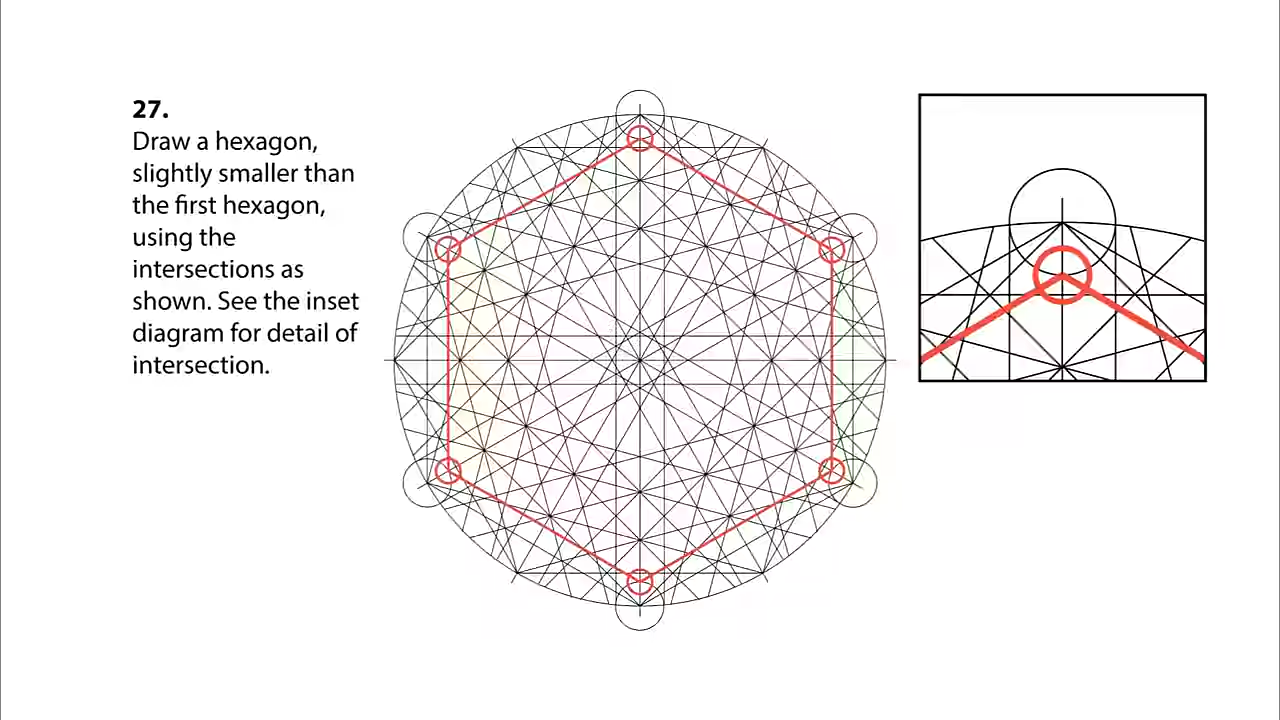 27.
Draw a hexagon,
slightly smaller than
the first hexagon,
using the
intersections as
shown. See the inset
diagram for detail of
intersection.